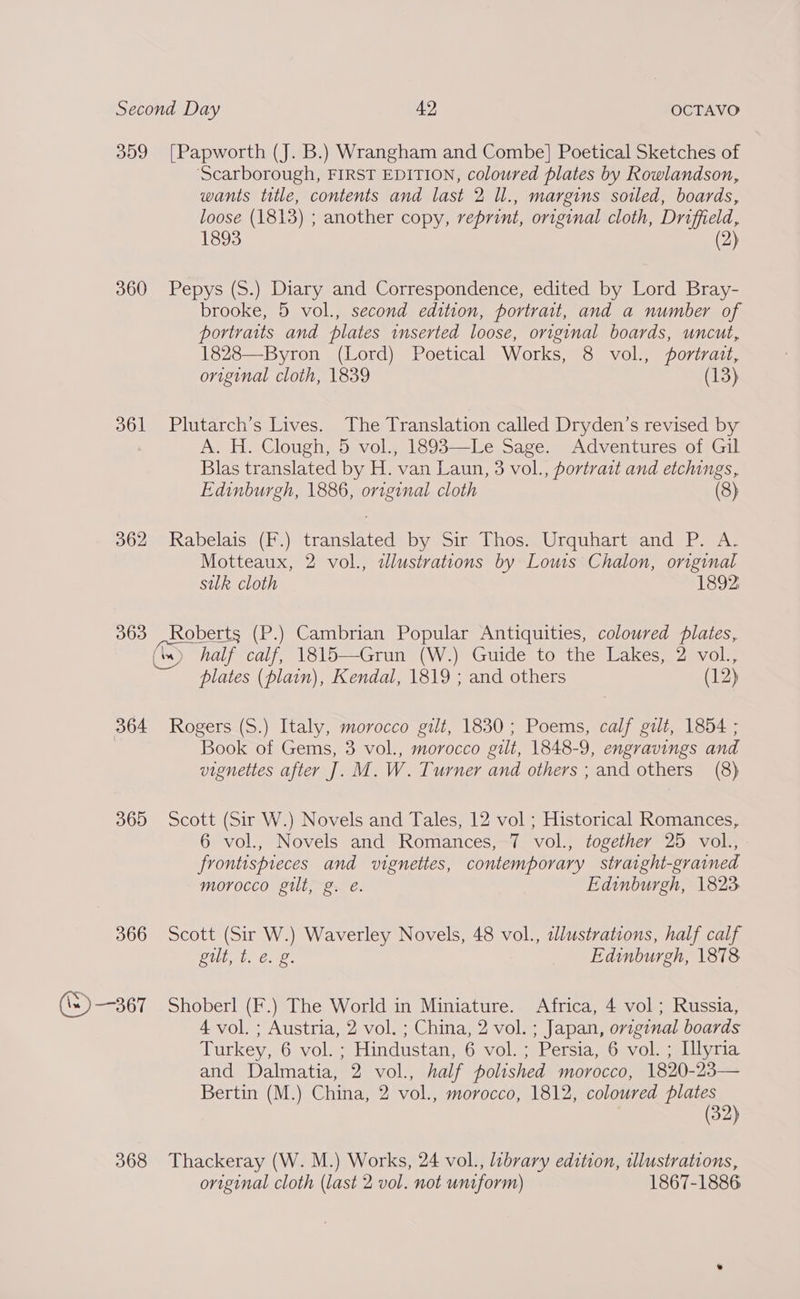 Second Day 42 OCTAVO
359 [Papworth (J. B.) Wrangham and Combe] Poetical Sketches of
Scarborough, FIRST EDITION, coloured plates by Rowlandson,
wants title, contents and last 2 ll., margins soiled, boards,
loose (1813) ; another copy, reprint, original cloth, Driffield,
1893 (2)
360 Pepys (S.) Diary and Correspondence, edited by Lord Bray-
brooke, 5 vol., second edition, portrait, and a number of
portraits and plates inserted loose, original boards, uncut,
1828—Byron (Lord) Poetical Works, 8 vol., portrait,
original cloth, 1839 (13)
361 Plutarch's Lives. The Translation called Dryden's revised by
A. H. Clough, 5 vol., 1893—Le Sage. Adventures of Gil
Blas translated by H. van Laun, 3 vol., portrait and etchings,
Edinburgh, 1886, original cloth (8)
362 Rabelais (F.) translated by Sir Thos. Urquhart and P. A.
Motteaux, 2 vol., illustrations by Louis Chalon, original
silk cloth 1892
363 Roberts (P.) Cambrian Popular Antiquities, coloured plates,
half calf, 1815—Grun (W.) Guide to the Lakes, 2 vol.,
plates (plain), Kendal, 1819 ; and others (12)
364 Rogers (S.) Italy, morocco gilt, 1830 ; Poems, calf gilt, 1854 ;
Book of Gems, 3 vol., morocco gilt, 1848-9, engravings and
vignettes after J. M. W. Turner and others ; and others (8)
365 Scott (Sir W.) Novels and Tales, 12 vol ; Historical Romances,
6 vol., Novels and Romances, 7 vol., together 25 vol.,
frontispieces and vignettes, contemporary straight-grained
morocco gilt, g. e. Edinburgh, 1823
366 Scott (Sir W.) Waverley Novels, 48 vol., illustrations, half calf
gilt, t. e. g. Edinburgh, 1878
367 Shoberl (F.) The World in Miniature. Africa, 4 vol ; Russia,
4 vol. ; Austria, 2 vol. ; China, 2 vol. ; Japan, original boards
Turkey, 6 vol. ; Hindustan, 6 vol. ; Persia, 6 vol. ; Illyria
and Dalmatia, 2 vol., half polished morocco, 1820-23—
Bertin (M.) China, 2 vol., morocco, 1812, coloured plates
(32)
368 Thackeray (W. M.) Works, 24 vol., library edition, illustrations,
original cloth (last 2 vol. not uniform) 1867-1886